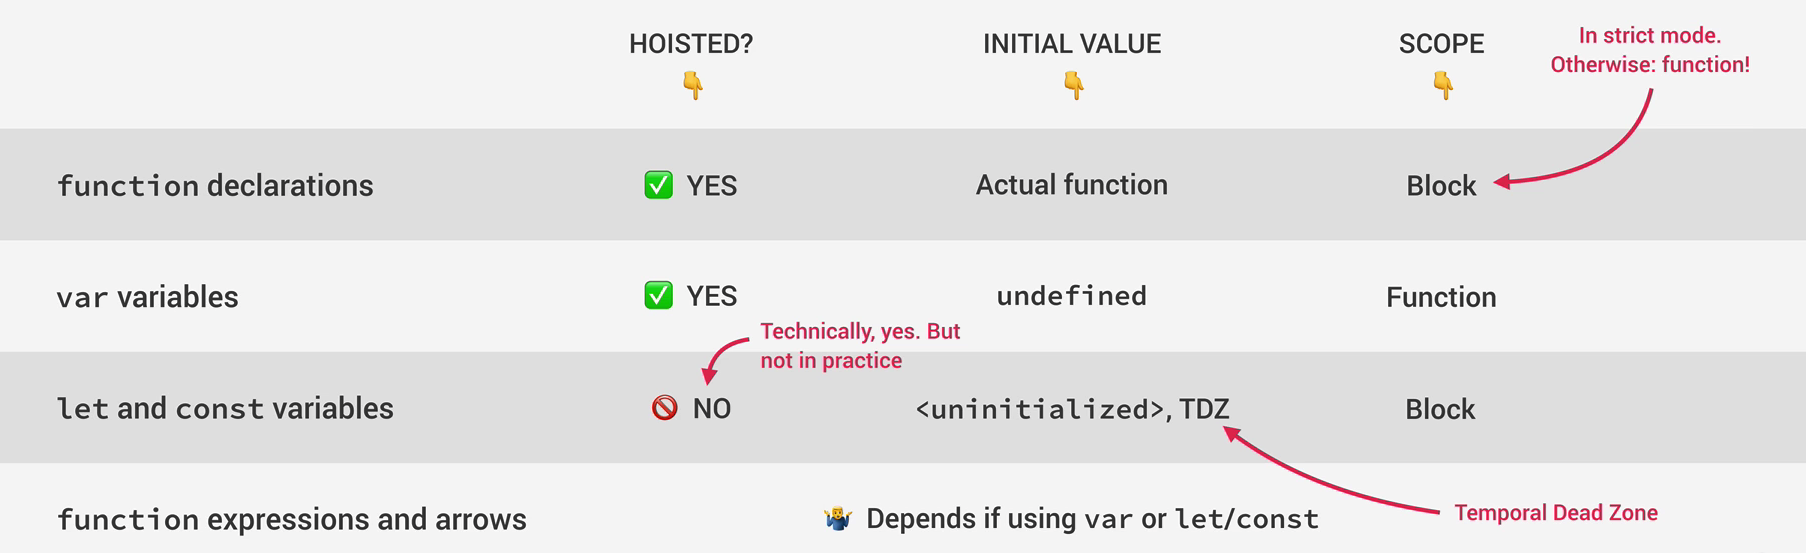 HOISTED? INITIAL VALUE SCOPE
In strict mode.
Otherwise: function!
function declarations YES Actual function Block
var variables YES undefined Function
Technically, yes. But
not in practice
let and const variables NO <uninitialized>, TDZ Block
function expressions and arrows Depends if using var or let/const
Temporal Dead Zone